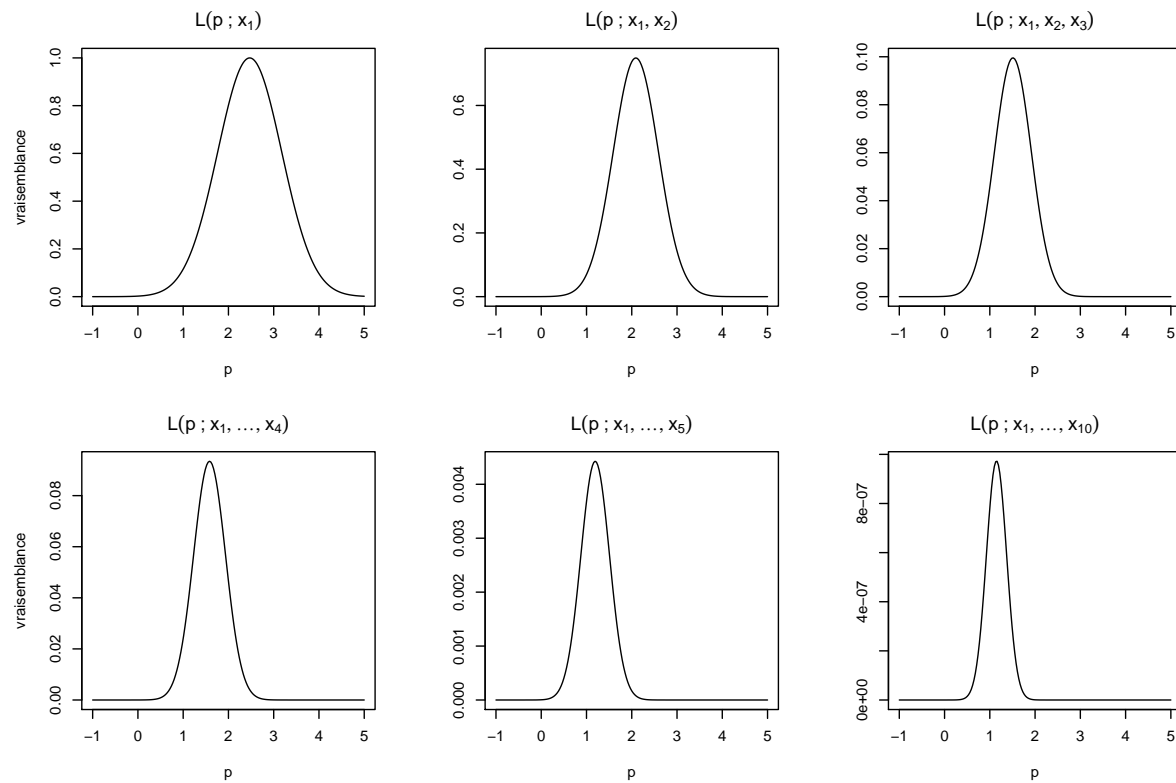 L(p ; x₁)
vraisemblance
1.0
0.8
0.6
0.4
0.2
0.0
−1 0 1 2 3 4 5
p
L(p ; x₁, x₂)
0.6
0.4
0.2
0.0
−1 0 1 2 3 4 5
p
L(p ; x₁, x₂, x₃)
0.10
0.08
0.06
0.04
0.02
0.00
−1 0 1 2 3 4 5
p
L(p ; x₁, ..., x₄)
vraisemblance
0.08
0.06
0.04
0.02
0.00
−1 0 1 2 3 4 5
p
L(p ; x₁, ..., x₅)
0.004
0.003
0.002
0.001
0.000
−1 0 1 2 3 4 5
p
L(p ; x₁, ..., x₁₀)
8e−07
4e−07
0e+00
−1 0 1 2 3 4 5
p